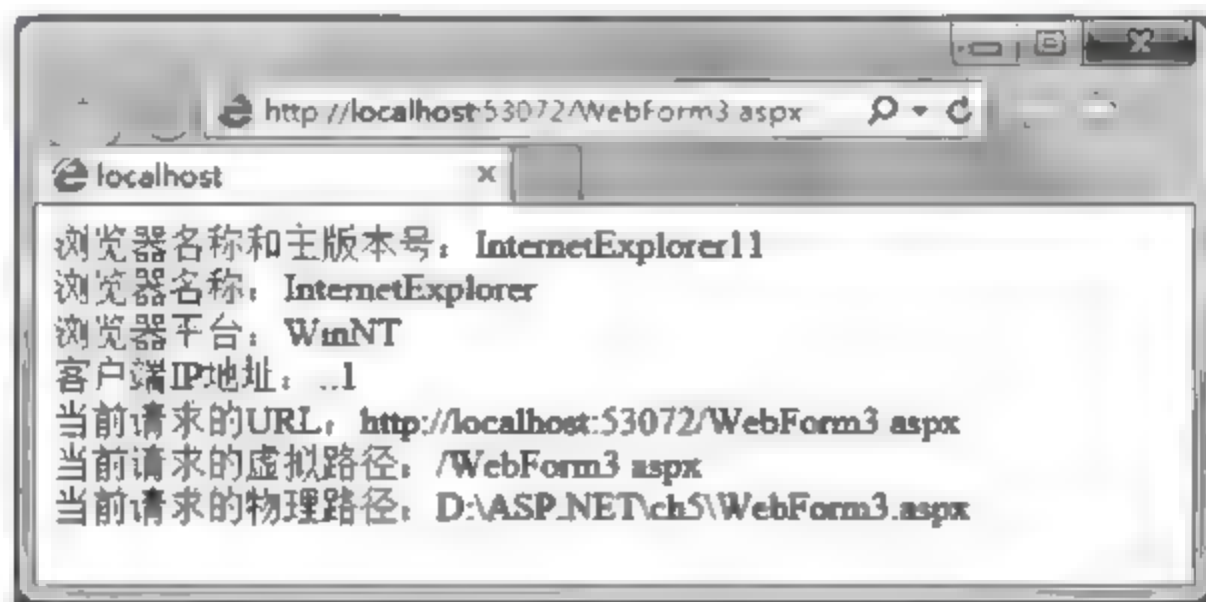 http://localhost:53072/WebForm3.aspx
localhost
浏览器名称和主版本号：InternetExplorer11
浏览器名称：InternetExplorer
浏览器平台：WinNT
客户端IP地址：::1
当前请求的URL：http://localhost:53072/WebForm3.aspx
当前请求的虚拟路径：/WebForm3.aspx
当前请求的物理路径：D:\ASP.NET\ch5\WebForm3.aspx